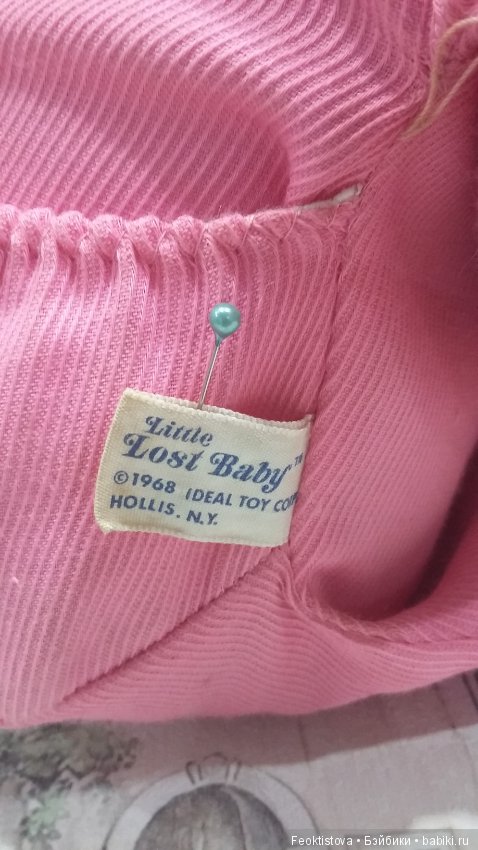 Little
Lost Baby™
©1968 IDEAL TOY CORP
HOLLIS. N.Y.
Feoktistova • Бэйбики • babiki.ru